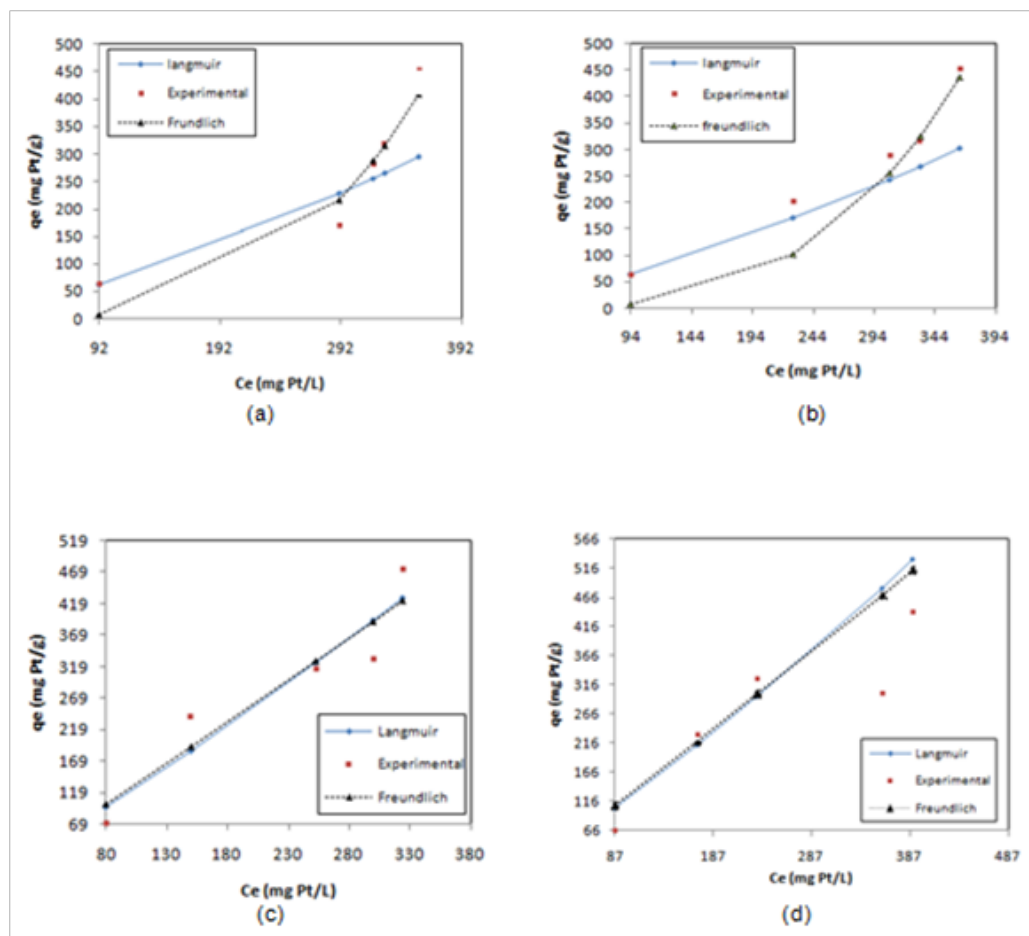 500
450
400
350
300
250
200
150
100
50
0
qe (mg Pt/g)
langmuir
Experimental
Frundlich
92 192 292 392
Ce (mg Pt/L)
(a)
500
450
400
350
300
250
200
150
100
50
0
qe (mg Pt/g)
langmuir
Experimental
freundlich
94 144 194 244 294 344 394
Ce (mg Pt/L)
(b)
519
469
419
369
319
269
219
169
119
69
qe (mg Pt/g)
Langmuir
Experimental
Freundlich
80 130 180 230 280 330 380
Ce (mg Pt/L)
(c)
566
516
466
416
366
316
266
216
166
116
66
qe (mg Pt/g)
Langmuir
Experimental
Freundlich
87 187 287 387 487
Ce (mg Pt/L)
(d)